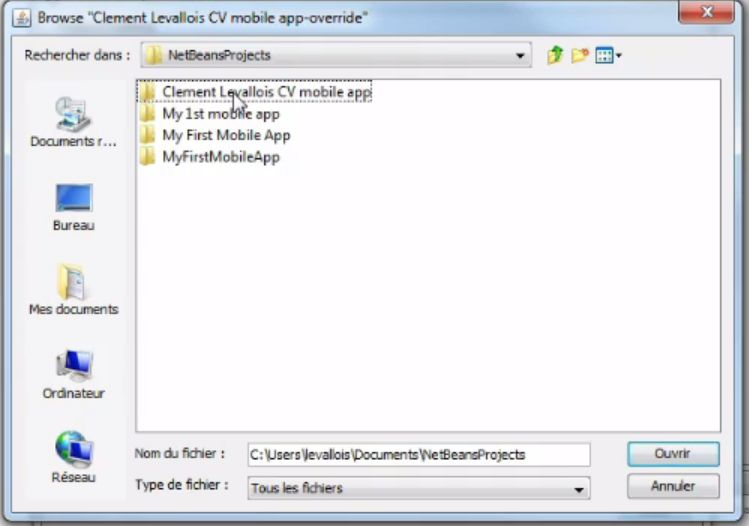 Browse "Clement Levallois CV mobile app-override"
Rechercher dans :
NetBeansProjects
Clement Levallois CV mobile app
My 1st mobile app
My First Mobile App
MyFirstMobileApp
Documents r...
Bureau
Mes documents
Ordinateur
Réseau
Nom du fichier :
C:\Users\levallois\Documents\NetBeansProjects
Ouvrir
Type de fichier :
Tous les fichiers
Annuler